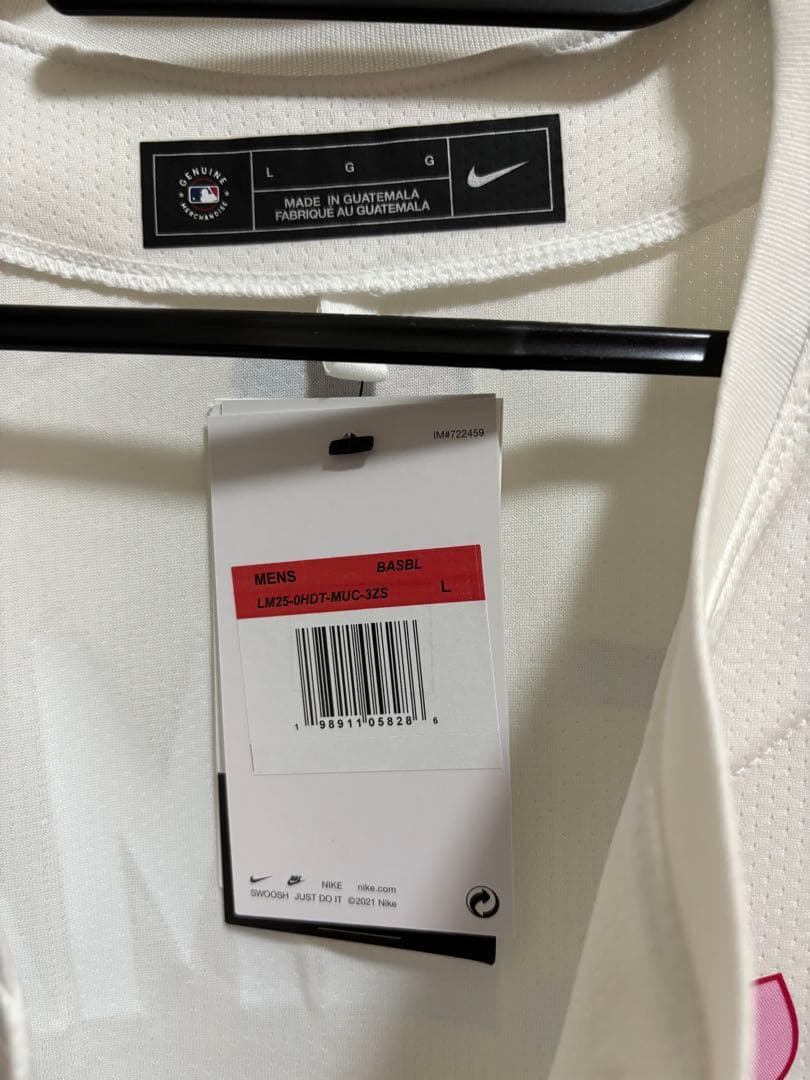 GENUINE
MERCHANDISE
L G G
MADE IN GUATEMALA
FABRIQUÉ AU GUATEMALA
IM#722459
MENS BASBL
LM25-0HDT-MUC-3ZS L
1 98911 05828 6
NIKE nike.com
SWOOSH JUST DO IT ©2021 Nike